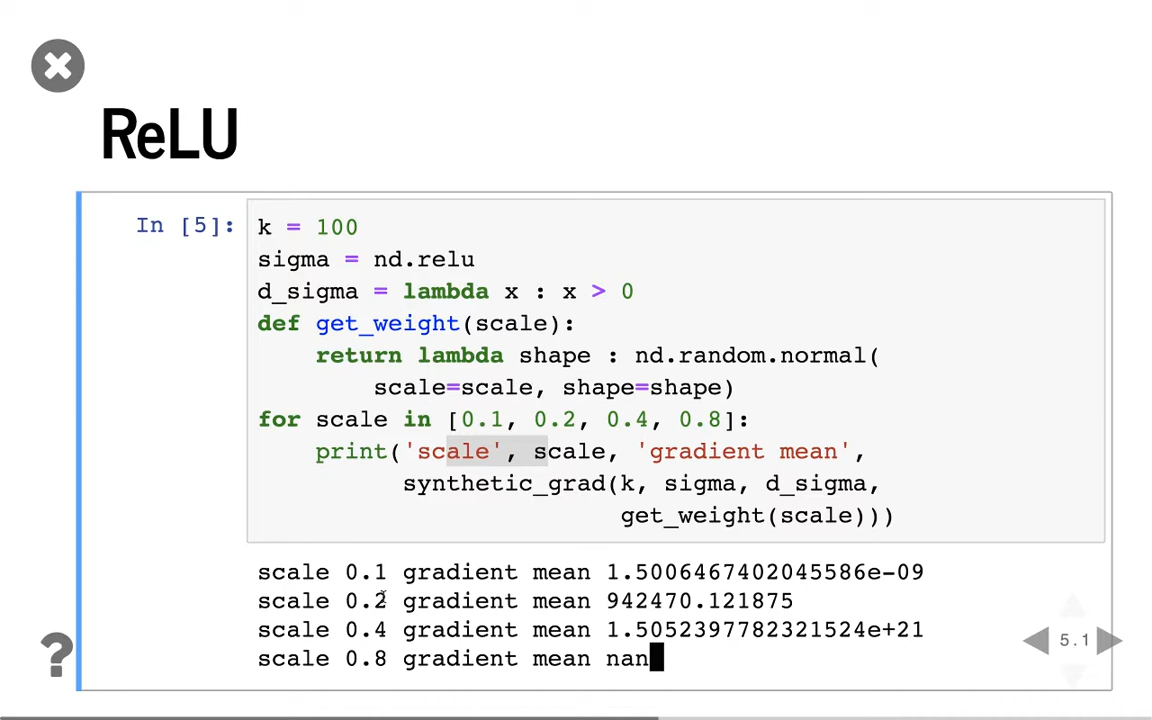 ReLU
In [5]:
k = 100
sigma = nd.relu
d_sigma = lambda x : x > 0
def get_weight(scale):
    return lambda shape : nd.random.normal(
        scale=scale, shape=shape)
for scale in [0.1, 0.2, 0.4, 0.8]:
    print('scale', scale, 'gradient mean',
          synthetic_grad(k, sigma, d_sigma,
                         get_weight(scale)))
scale 0.1 gradient mean 1.5006467402045586e-09
scale 0.2 gradient mean 942470.121875
scale 0.4 gradient mean 1.5052397782321524e+21
scale 0.8 gradient mean nan
?
5.1